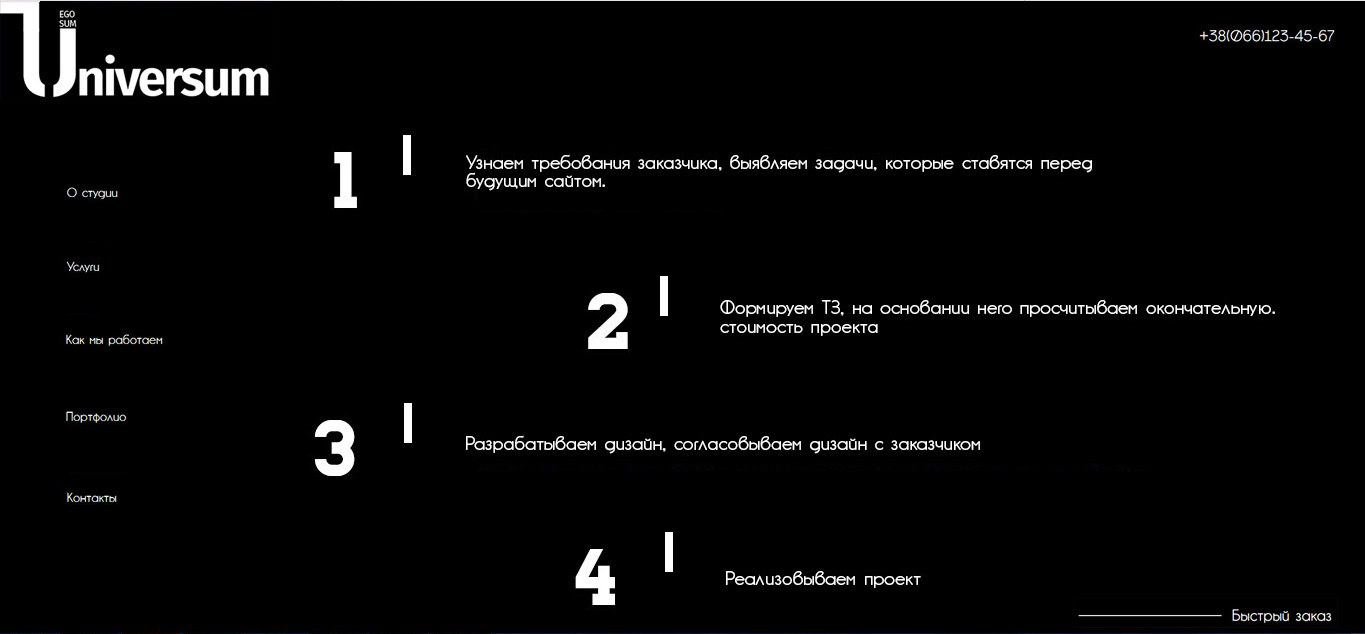 EGO
SUM
Universum
+38(066)123-45-67
О студии
Услуги
Как мы работаем
Портфолио
Контакты
1
Узнаем требования заказчика, выявляем задачи, которые ставятся перед
будущим сайтом.
2
Формируем ТЗ, на основании него просчитываем окончательную.
стоимость проекта
3
Разрабатываем дизайн, согласовываем дизайн с заказчиком
4
Реализовываем проект
Быстрый заказ